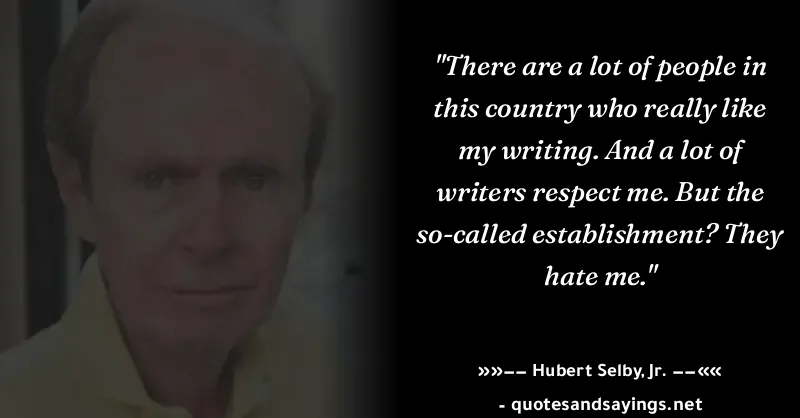 "There are a lot of people in
this country who really like
my writing. And a lot of
writers respect me. But the
so-called establishment? They
hate me."
»»−− Hubert Selby, Jr. −−««
- quotesandsayings.net